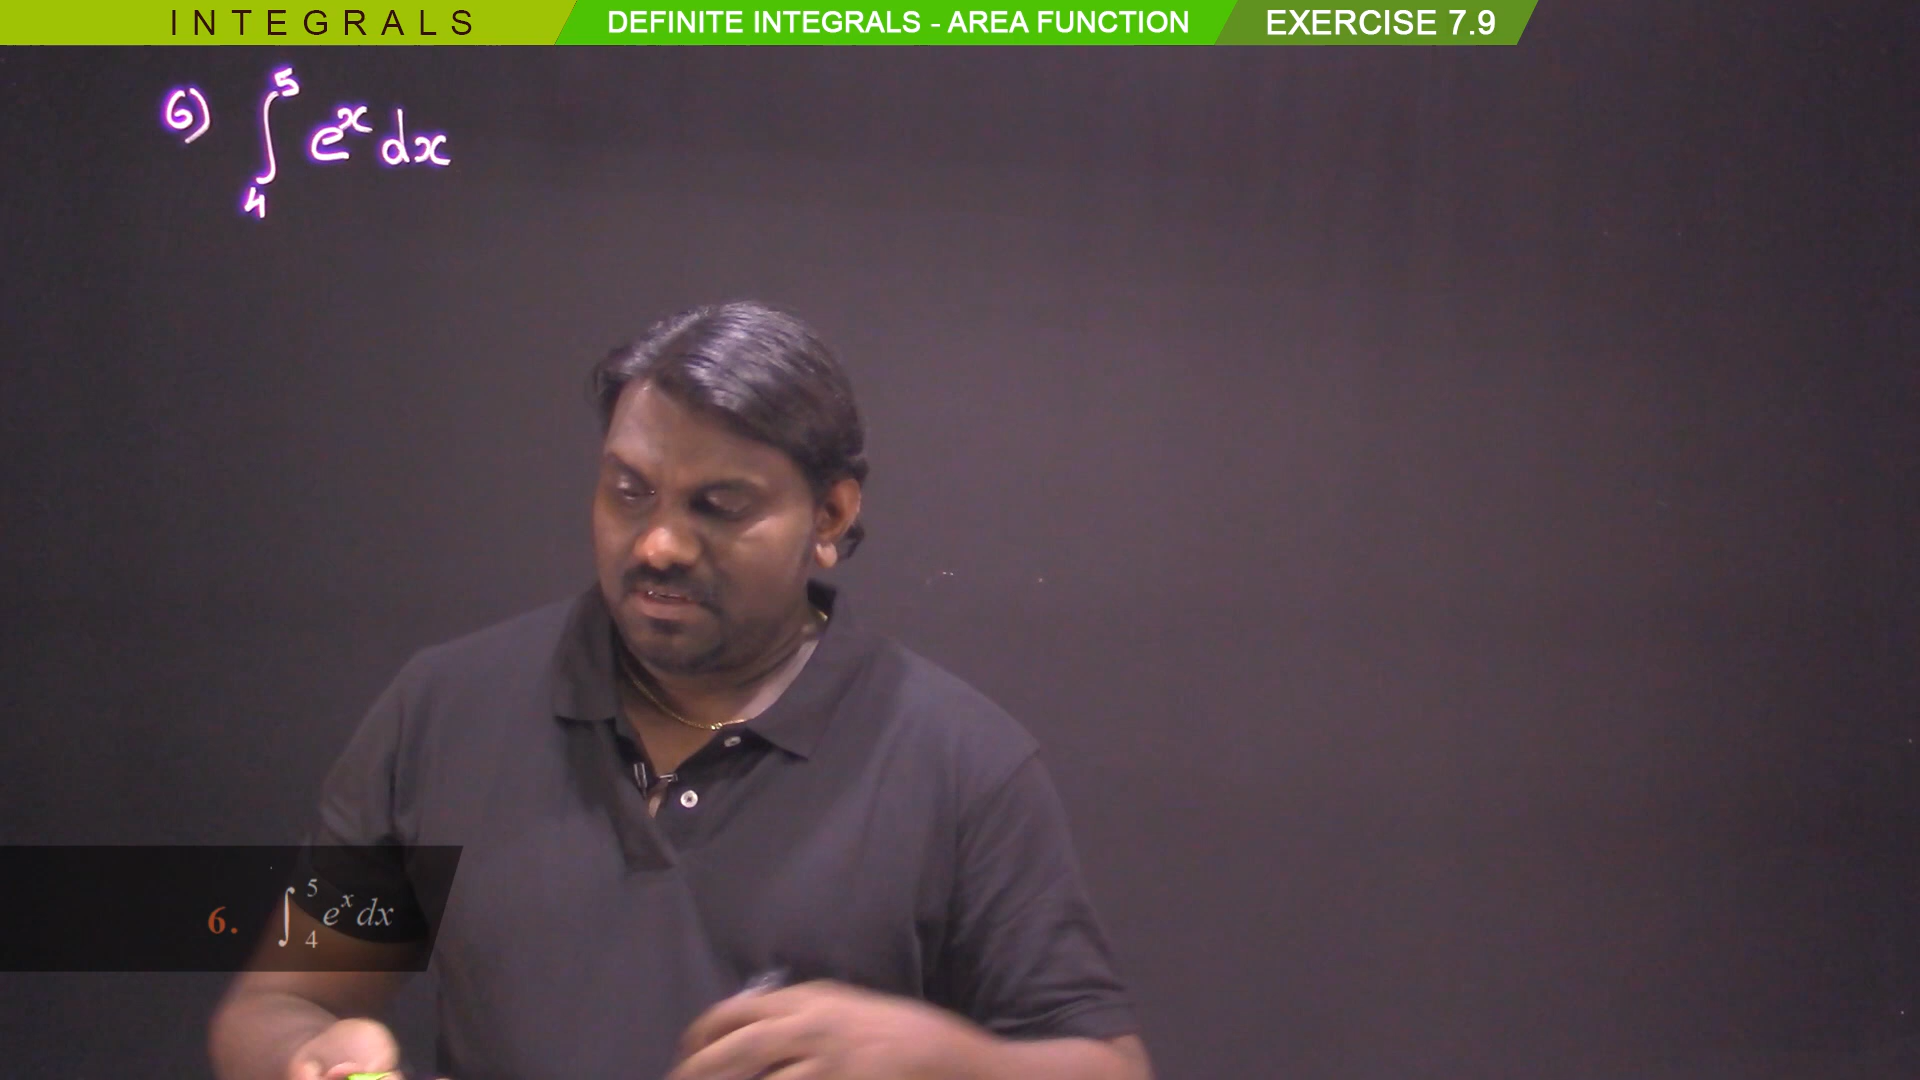 INTEGRALS
DEFINITE INTEGRALS - AREA FUNCTION
EXERCISE 7.9
6) ∫₄⁵ eˣ dx
6. ∫₄⁵ eˣ dx